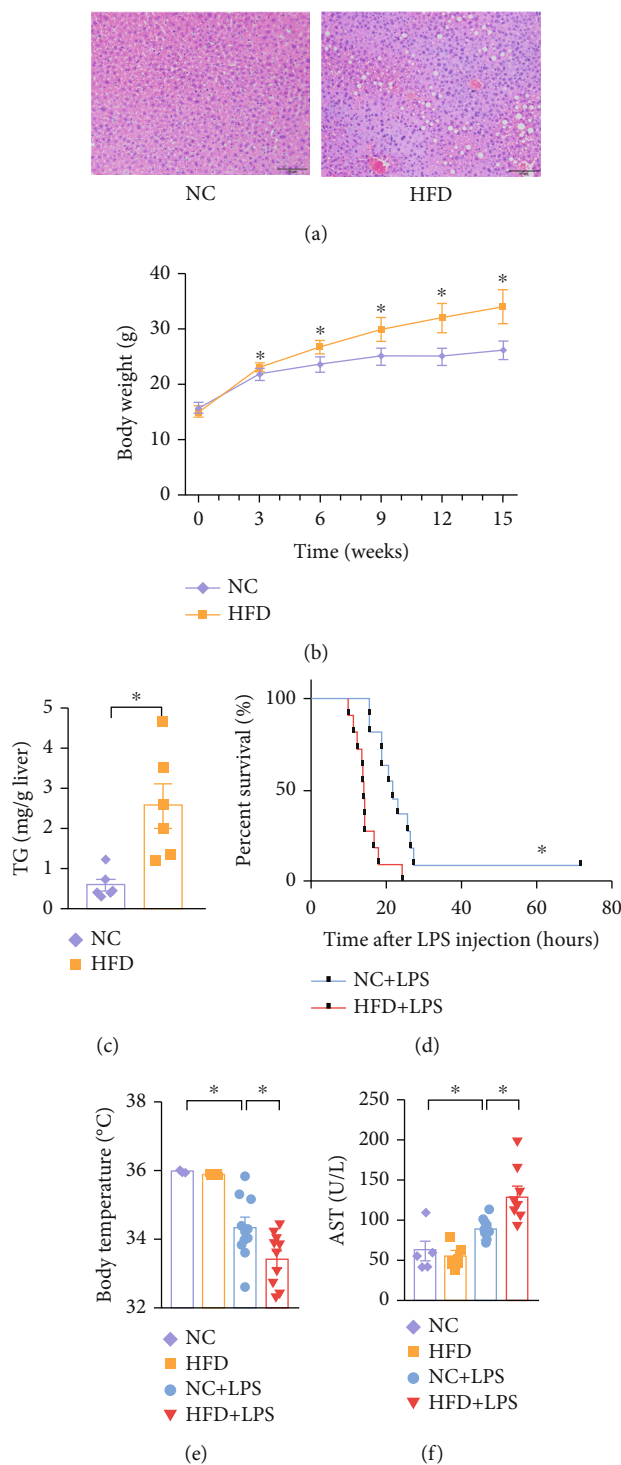 NC
HFD
(a)
40
30
20
10
0
Body weight (g)
*
*
*
*
*
0 3 6 9 12 15
Time (weeks)
NC
HFD
(b)
5
4
3
2
1
0
TG (mg/g liver)
*
NC
HFD
(c)
100
50
0
Percent survival (%)
*
0 20 40 60 80
Time after LPS injection (hours)
NC+LPS
HFD+LPS
(d)
38
36
34
32
Body temperature (°C)
* *
NC
HFD
NC+LPS
HFD+LPS
(e)
250
200
150
100
50
0
AST (U/L)
* *
NC
HFD
NC+LPS
HFD+LPS
(f)